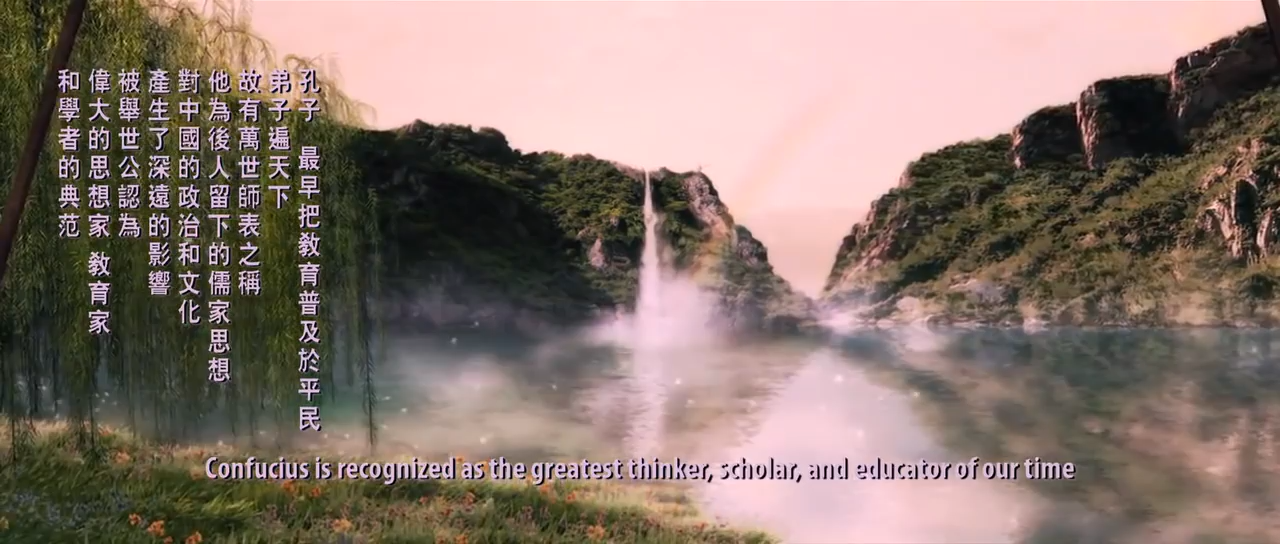 孔子 最早把教育普及於平民
弟子遍天下
故有萬世師表之稱
他為後人留下的儒家思想
對中國的政治和文化
產生了深遠的影響
被舉世公認為
偉大的思想家 教育家
和學者的典范
Confucius is recognized as the greatest thinker, scholar, and educator of our time